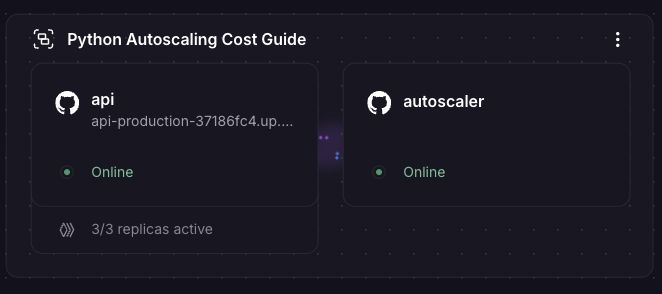 Python Autoscaling Cost Guide
api
api-production-37186fc4.up....
Online
3/3 replicas active
autoscaler
Online